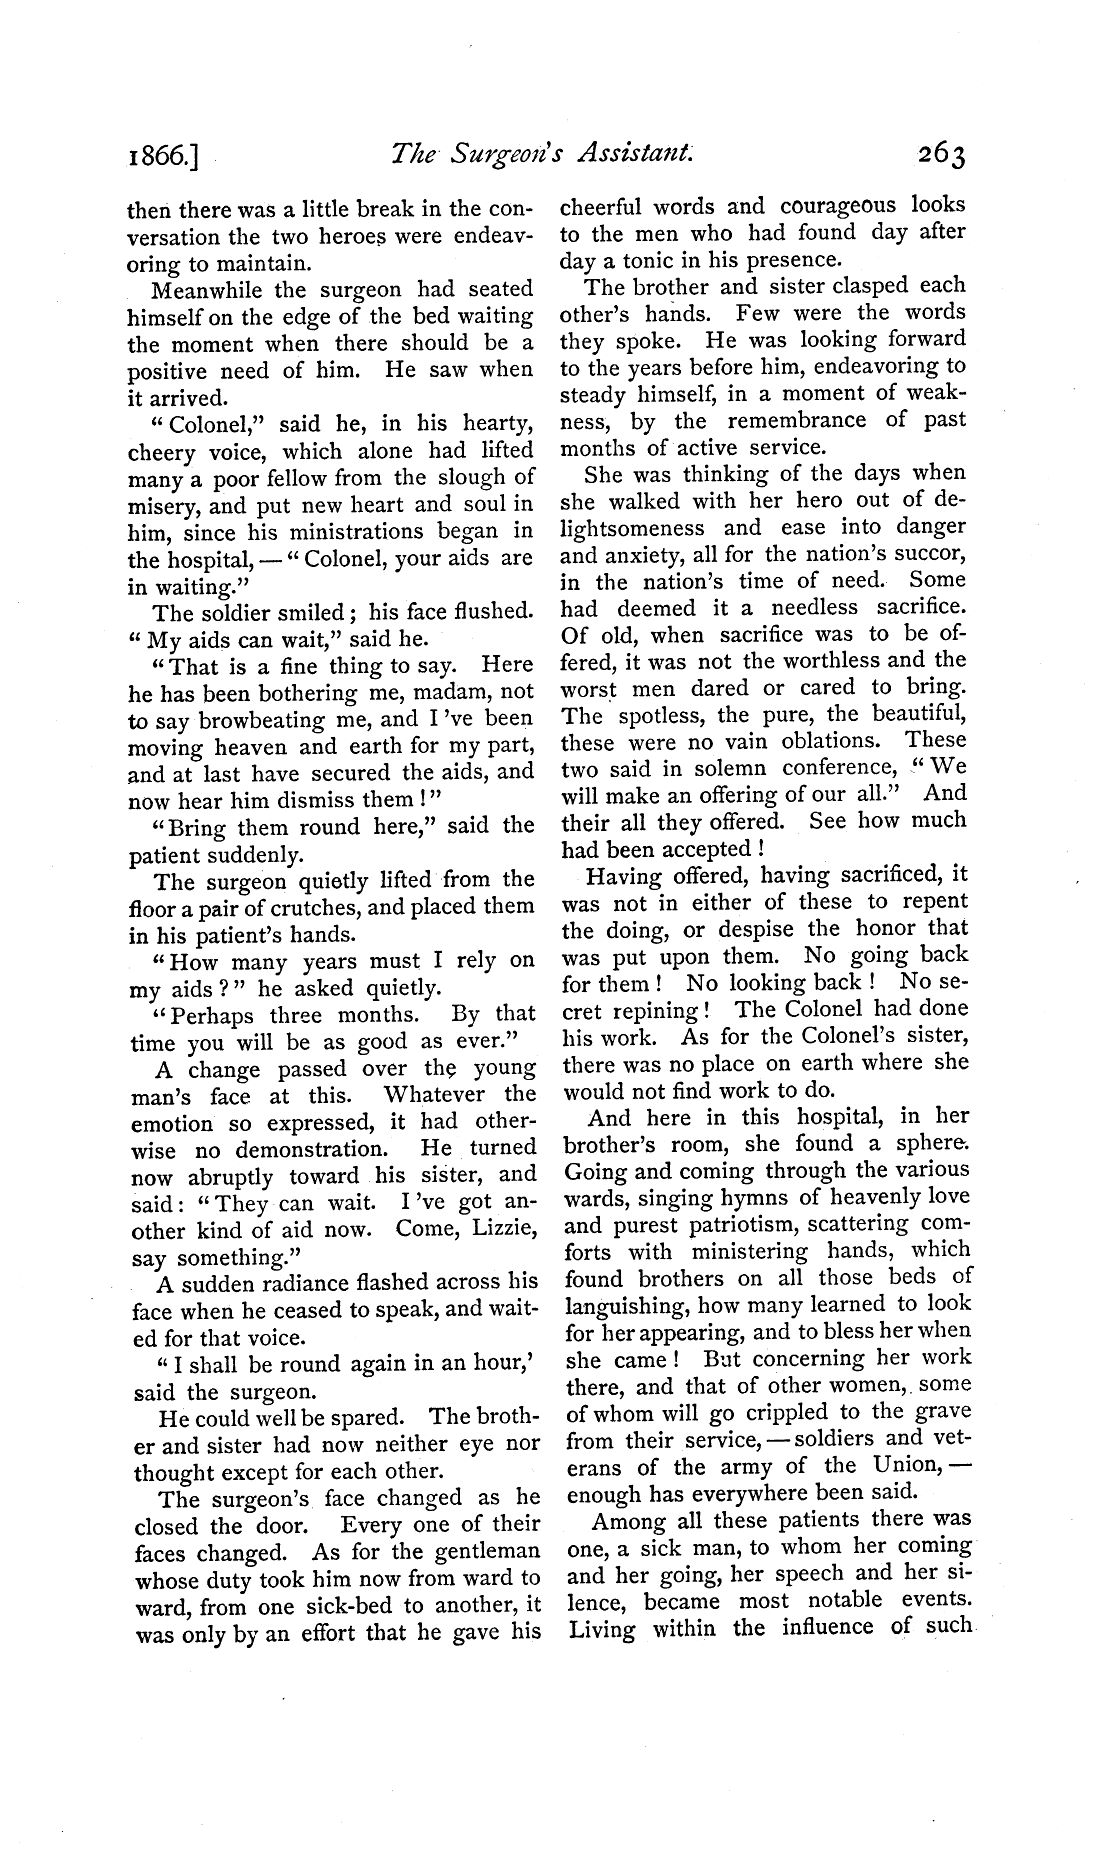 1866.] The Surgeon's Assistant. 263
then there was a little break in the con-
versation the two heroes were endeav-
oring to maintain.
Meanwhile the surgeon had seated
himself on the edge of the bed waiting
the moment when there should be a
positive need of him. He saw when
it arrived.
"Colonel," said he, in his hearty,
cheery voice, which alone had lifted
many a poor fellow from the slough of
misery, and put new heart and soul in
him, since his ministrations began in
the hospital, — "Colonel, your aids are
in waiting."
The soldier smiled; his face flushed.
"My aids can wait," said he.
"That is a fine thing to say. Here
he has been bothering me, madam, not
to say browbeating me, and I 've been
moving heaven and earth for my part,
and at last have secured the aids, and
now hear him dismiss them!"
"Bring them round here," said the
patient suddenly.
The surgeon quietly lifted from the
floor a pair of crutches, and placed them
in his patient's hands.
"How many years must I rely on
my aids?" he asked quietly.
"Perhaps three months. By that
time you will be as good as ever."
A change passed over the young
man's face at this. Whatever the
emotion so expressed, it had other-
wise no demonstration. He turned
now abruptly toward his sister, and
said: "They can wait. I 've got an-
other kind of aid now. Come, Lizzie,
say something."
A sudden radiance flashed across his
face when he ceased to speak, and wait-
ed for that voice.
"I shall be round again in an hour,'
said the surgeon.
He could well be spared. The broth-
er and sister had now neither eye nor
thought except for each other.
The surgeon's face changed as he
closed the door. Every one of their
faces changed. As for the gentleman
whose duty took him now from ward to
ward, from one sick-bed to another, it
was only by an effort that he gave his
cheerful words and courageous looks
to the men who had found day after
day a tonic in his presence.
The brother and sister clasped each
other's hands. Few were the words
they spoke. He was looking forward
to the years before him, endeavoring to
steady himself, in a moment of weak-
ness, by the remembrance of past
months of active service.
She was thinking of the days when
she walked with her hero out of de-
lightsomeness and ease into danger
and anxiety, all for the nation's succor,
in the nation's time of need. Some
had deemed it a needless sacrifice.
Of old, when sacrifice was to be of-
fered, it was not the worthless and the
worst men dared or cared to bring.
The spotless, the pure, the beautiful,
these were no vain oblations. These
two said in solemn conference, "We
will make an offering of our all." And
their all they offered. See how much
had been accepted!
Having offered, having sacrificed, it
was not in either of these to repent
the doing, or despise the honor that
was put upon them. No going back
for them! No looking back! No se-
cret repining! The Colonel had done
his work. As for the Colonel's sister,
there was no place on earth where she
would not find work to do.
And here in this hospital, in her
brother's room, she found a sphere.
Going and coming through the various
wards, singing hymns of heavenly love
and purest patriotism, scattering com-
forts with ministering hands, which
found brothers on all those beds of
languishing, how many learned to look
for her appearing, and to bless her when
she came! But concerning her work
there, and that of other women, some
of whom will go crippled to the grave
from their service, — soldiers and vet-
erans of the army of the Union, —
enough has everywhere been said.
Among all these patients there was
one, a sick man, to whom her coming
and her going, her speech and her si-
lence, became most notable events.
Living within the influence of such